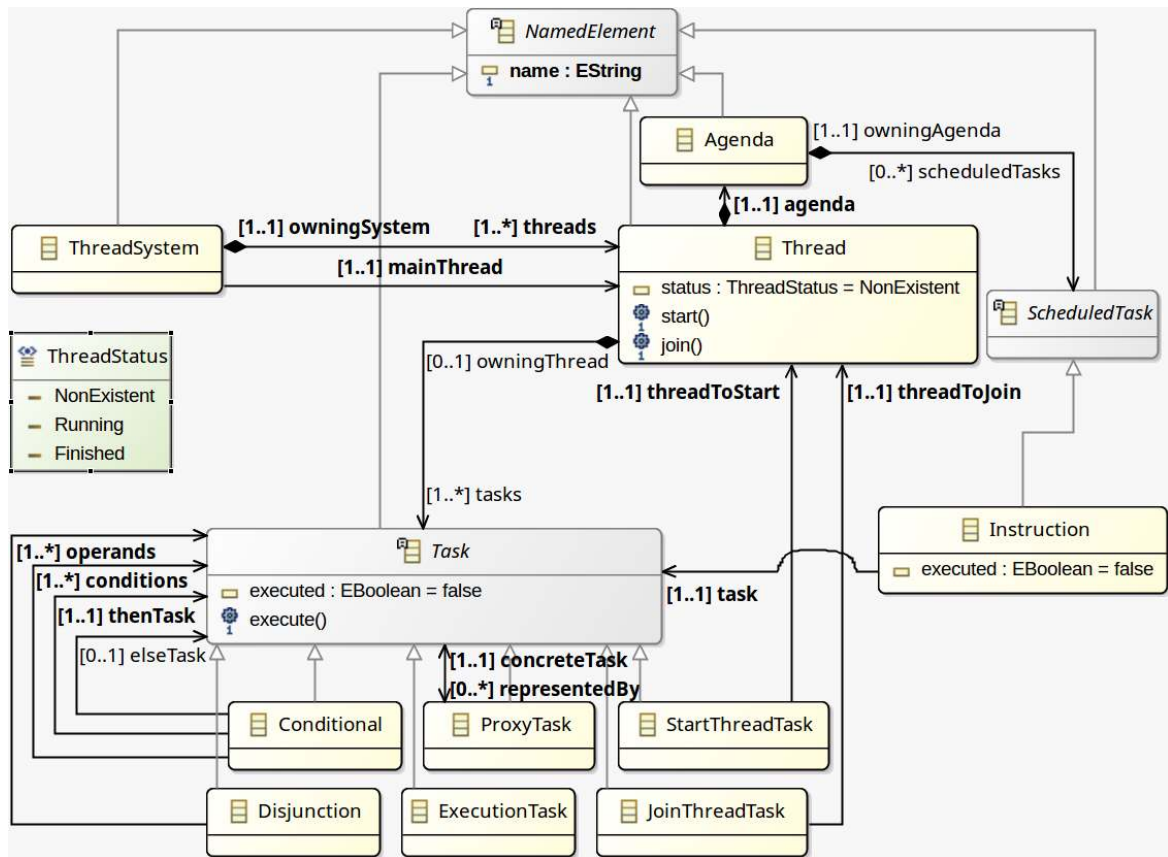 NamedElement
name : EString
Agenda
[1..1] owningAgenda
[0..*] scheduledTasks
[1..1] agenda
ThreadSystem
[1..1] owningSystem
[1..*] threads
[1..1] mainThread
Thread
status : ThreadStatus = NonExistent
start()
join()
ScheduledTask
ThreadStatus
NonExistent
Running
Finished
[0..1] owningThread
[1..1] threadToStart
[1..1] threadToJoin
[1..*] tasks
Instruction
executed : EBoolean = false
[1..1] task
Task
executed : EBoolean = false
execute()
[1..*] operands
[1..*] conditions
[1..1] thenTask
[0..1] elseTask
[1..1] concreteTask
[0..*] representedBy
Conditional
ProxyTask
StartThreadTask
Disjunction
ExecutionTask
JoinThreadTask